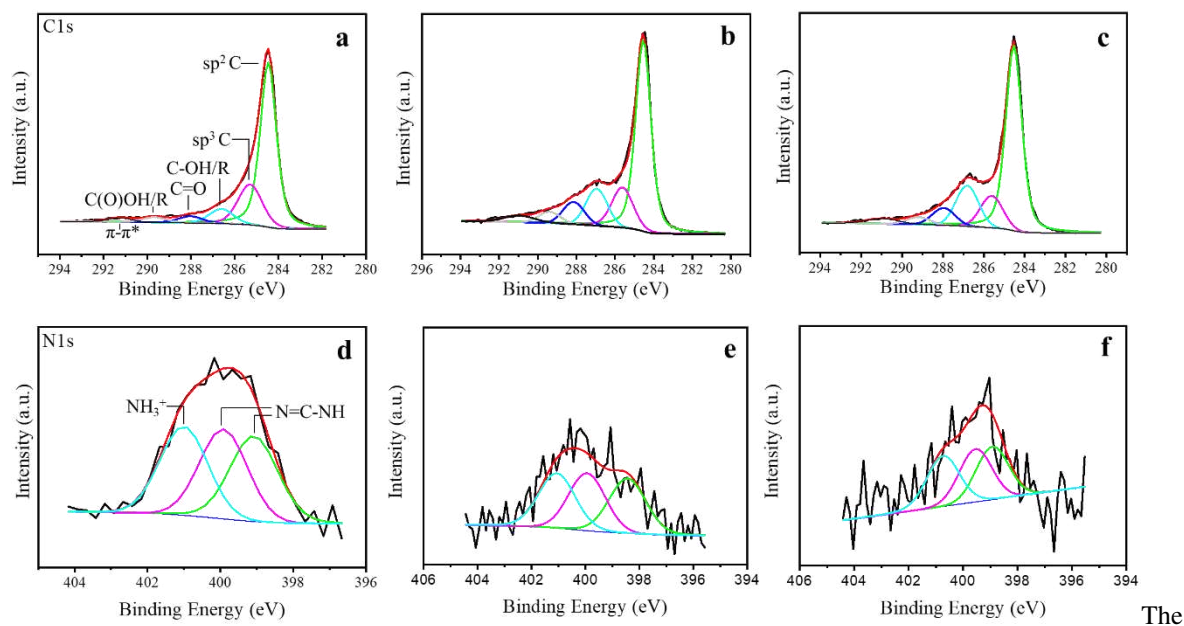 C1s
a
b
c
sp² C
sp³ C
C-OH/R
C=O
C(O)OH/R
π-π*
Intensity (a.u.)
Intensity (a.u.)
Intensity (a.u.)
294 292 290 288 286 284 282 280
296 294 292 290 288 286 284 282 280
294 292 290 288 286 284 282 280
Binding Energy (eV)
Binding Energy (eV)
Binding Energy (eV)
N1s
d
e
f
NH₃⁺
N=C-NH
Intensity (a.u.)
Intensity (a.u.)
Intensity (a.u.)
404 402 400 398 396
406 404 402 400 398 396 394
406 404 402 400 398 396 394
Binding Energy (eV)
Binding Energy (eV)
Binding Energy (eV)
The